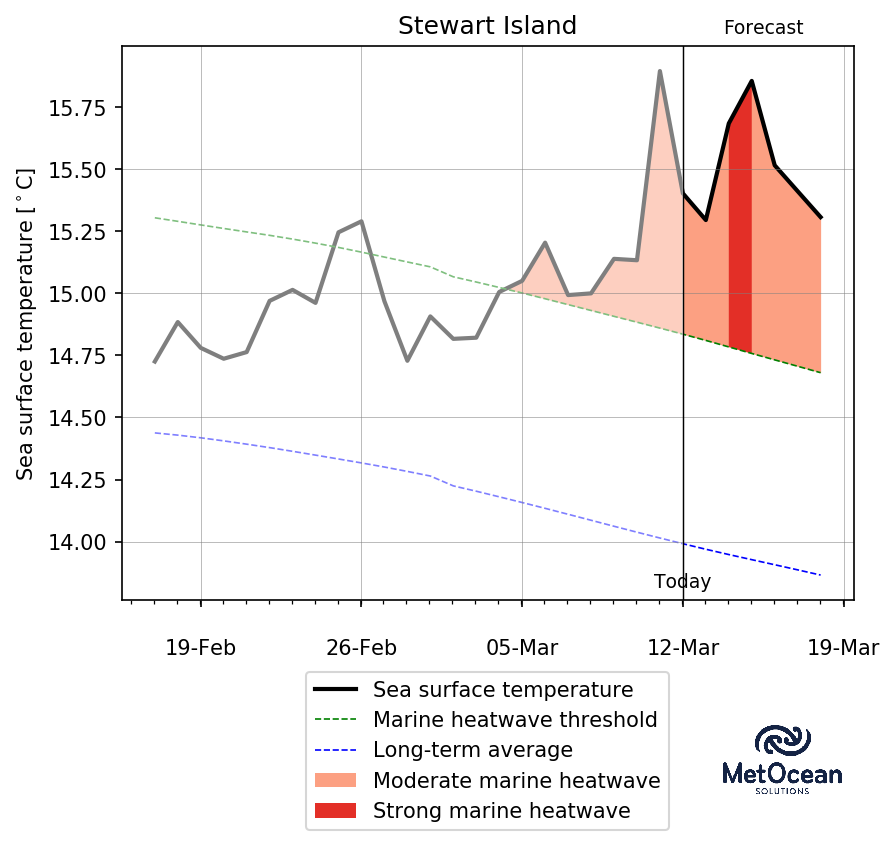 Stewart Island
Forecast
Sea surface temperature [°C]
15.75
15.50
15.25
15.00
14.75
14.50
14.25
14.00
Today
19-Feb
26-Feb
05-Mar
12-Mar
19-Mar
Sea surface temperature
Marine heatwave threshold
Long-term average
Moderate marine heatwave
Strong marine heatwave
MetOcean
SOLUTIONS